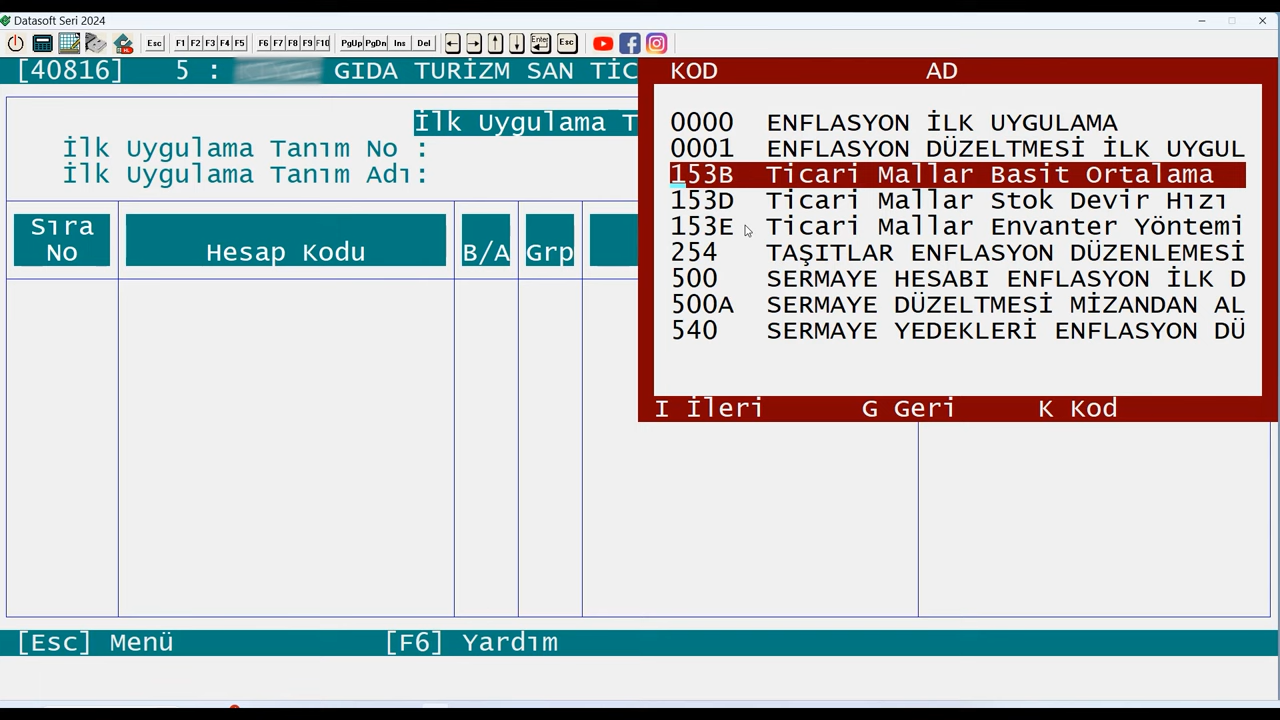 Datasoft Seri 2024
Esc F1 F2 F3 F4 F5 F6 F7 F8 F9 F10 PgUp PgDn Ins Del Enter Esc
[40816] 5 : GIDA TURİZM SAN TİC
İlk Uygulama T
İlk Uygulama Tanım No :
İlk Uygulama Tanım Adı:
Sıra No Hesap Kodu B/A Grp
KOD AD
0000 ENFLASYON İLK UYGULAMA
0001 ENFLASYON DÜZELTMESİ İLK UYGUL
153B Ticari Mallar Basit Ortalama
153D Ticari Mallar Stok Devir Hızı
153E Ticari Mallar Envanter Yöntemi
254 TAŞITLAR ENFLASYON DÜZENLEMESİ
500 SERMAYE HESABI ENFLASYON İLK D
500A SERMAYE DÜZELTMESİ MİZANDAN AL
540 SERMAYE YEDEKLERİ ENFLASYON DÜ
I İleri G Geri K Kod
[Esc] Menü [F6] Yardım